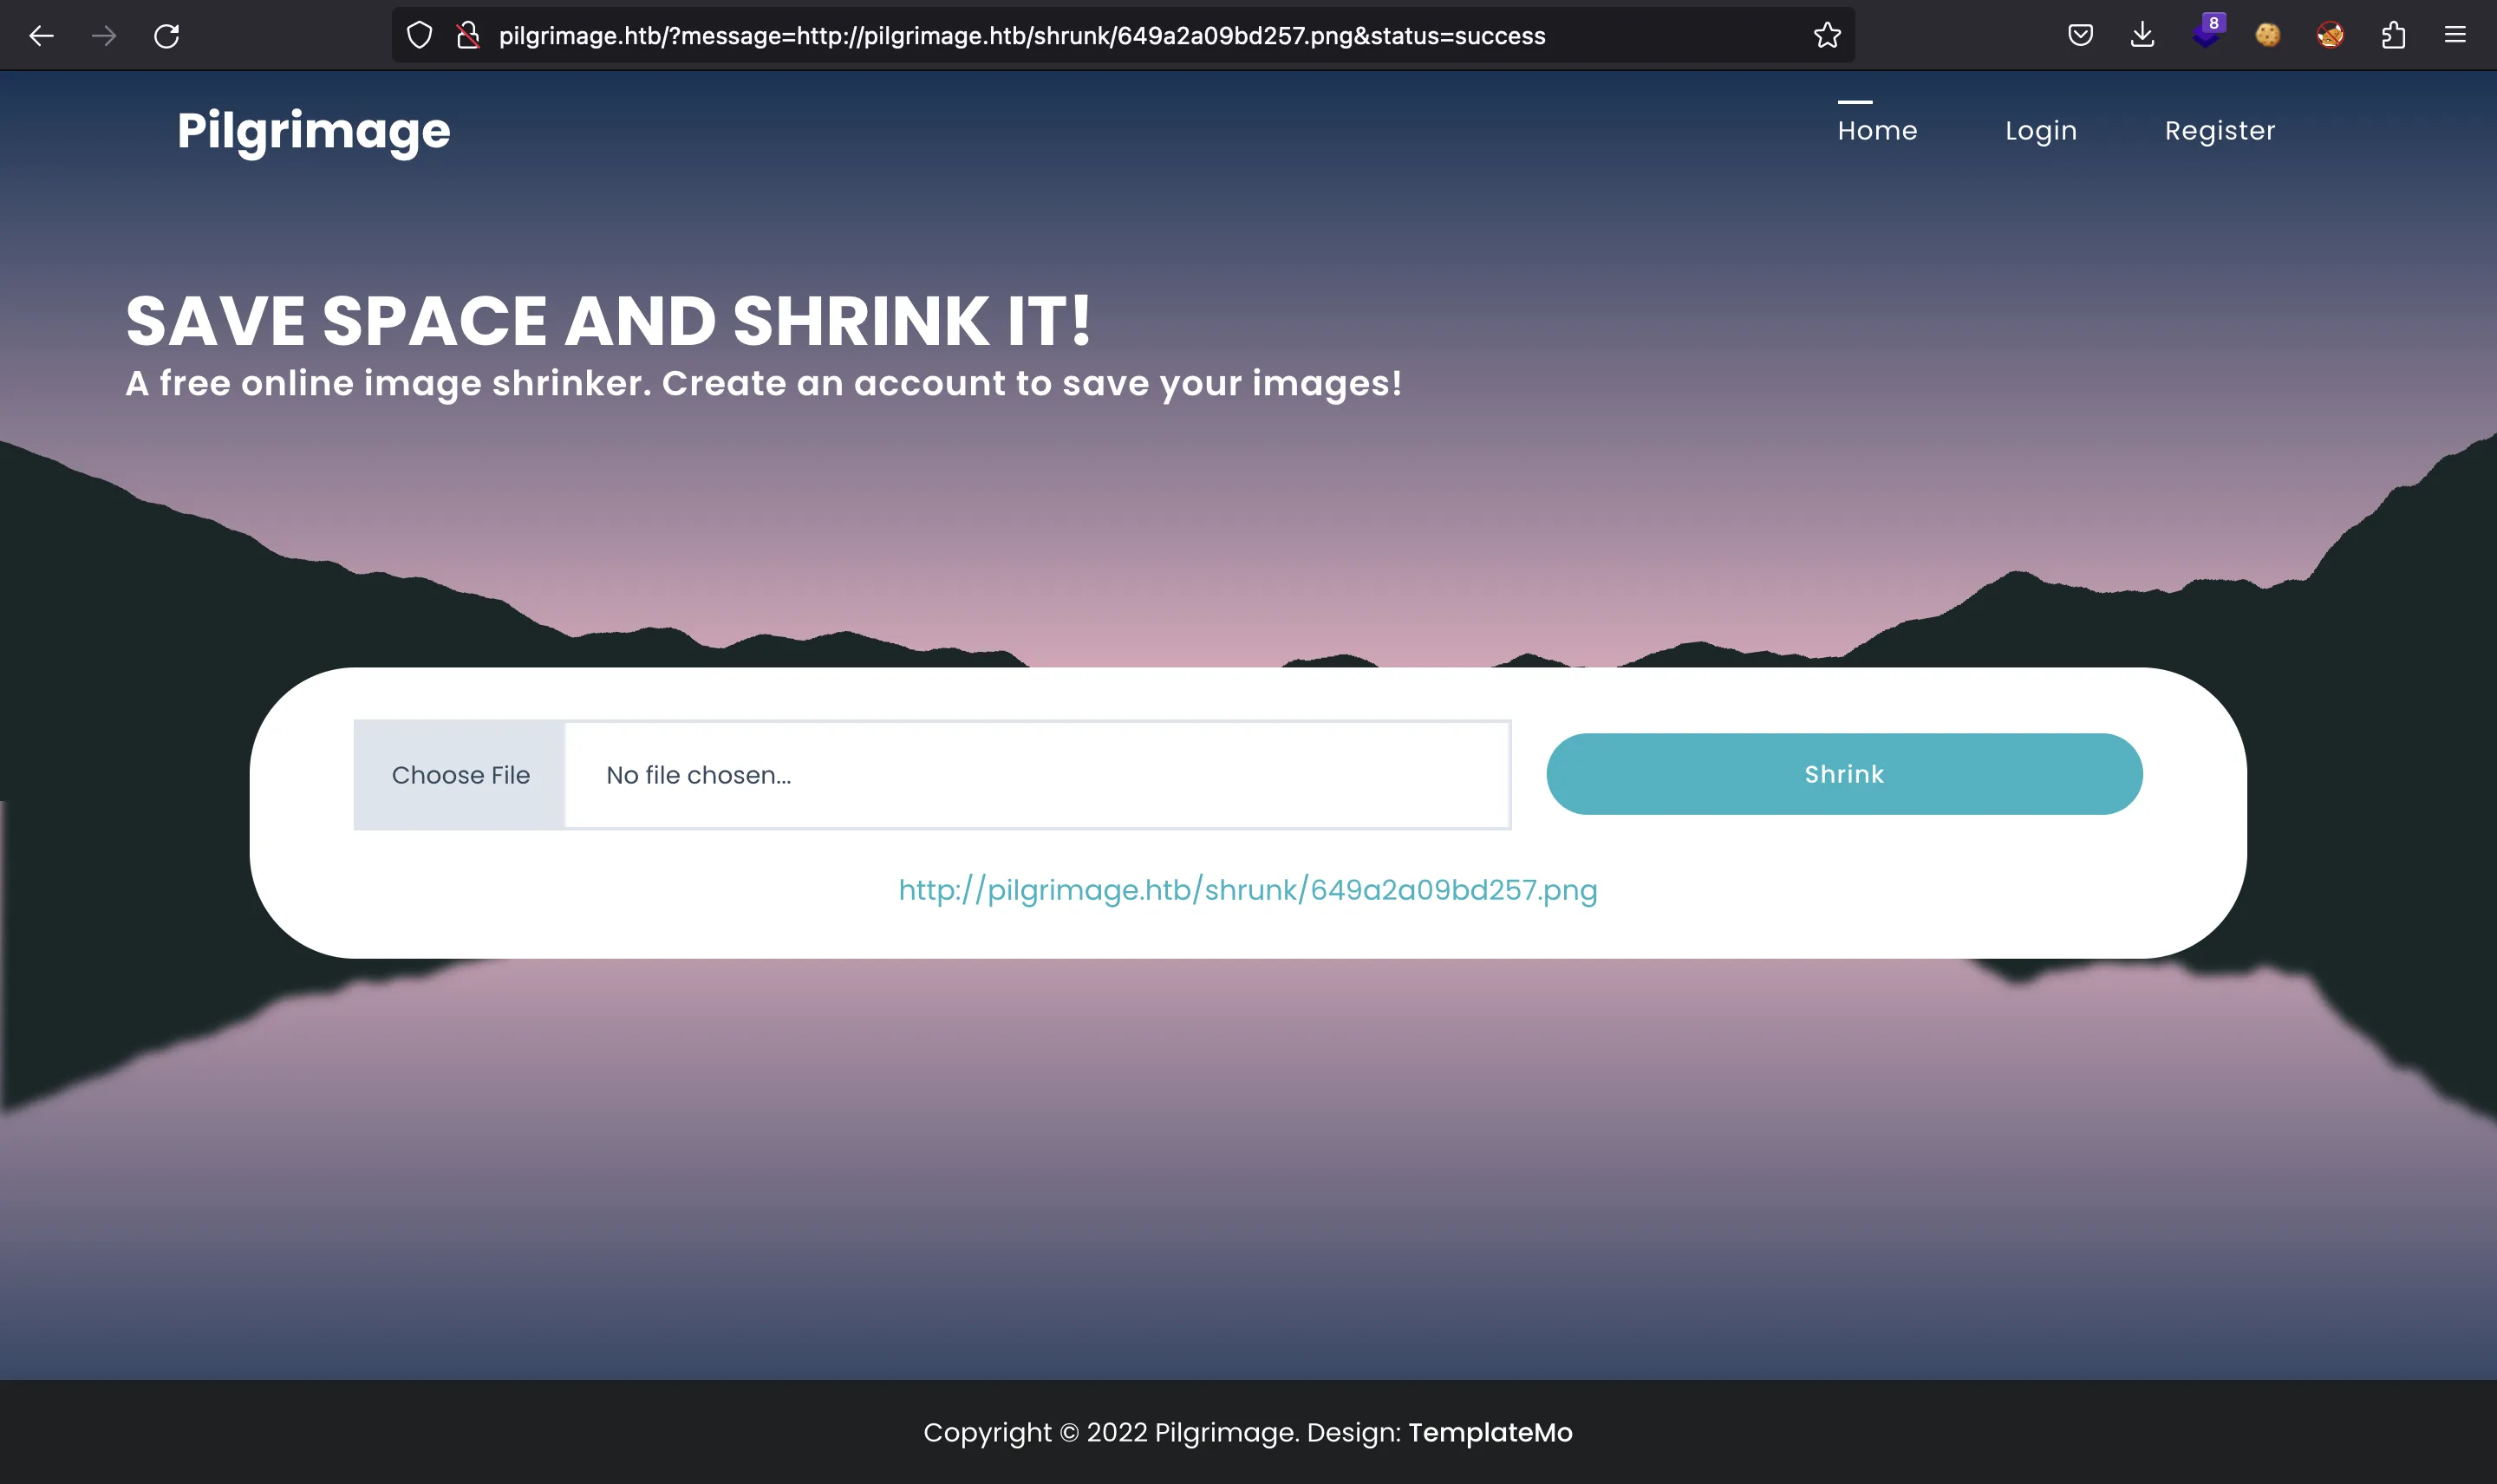 pilgrimage.htb/?message=http://pilgrimage.htb/shrunk/649a2a09bd257.png&status=success
8
Pilgrimage
Home Login Register
SAVE SPACE AND SHRINK IT!
A free online image shrinker. Create an account to save your images!
Choose File No file chosen... Shrink
http://pilgrimage.htb/shrunk/649a2a09bd257.png
Copyright © 2022 Pilgrimage. Design: TemplateMo